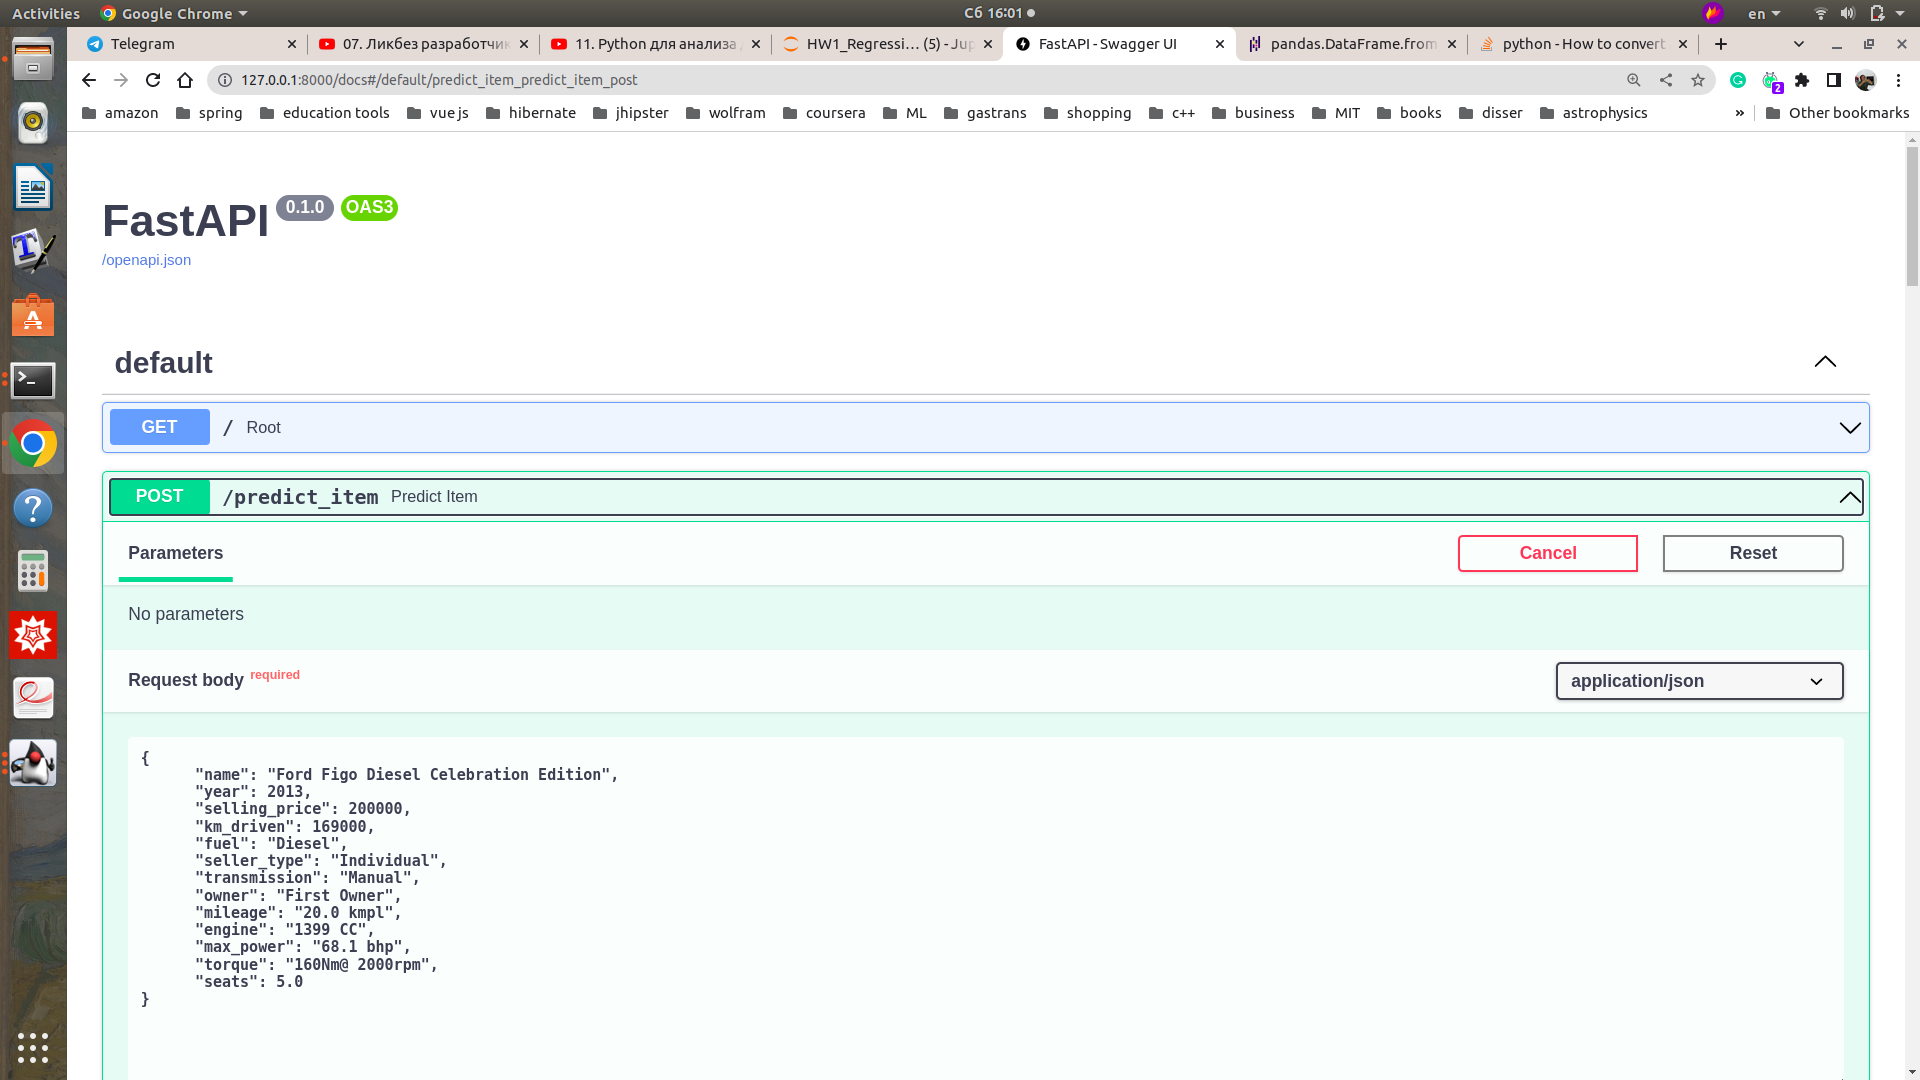 Activities Google Chrome Сб 16:01 en
Telegram
07. Ликбез разработчик
11. Python для анализа
HW1_Regressi… (5) - Jup
FastAPI - Swagger UI
pandas.DataFrame.from
python - How to convert
127.0.0.1:8000/docs#/default/predict_item_predict_item_post
2
amazon spring education tools vue js hibernate jhipster wolfram coursera ML gastrans shopping c++ business MIT books disser astrophysics » Other bookmarks
FastAPI 0.1.0 OAS3
/openapi.json
default
GET / Root
POST /predict_item Predict Item
Parameters Cancel Reset
No parameters
Request body required application/json
{
"name": "Ford Figo Diesel Celebration Edition",
"year": 2013,
"selling_price": 200000,
"km_driven": 169000,
"fuel": "Diesel",
"seller_type": "Individual",
"transmission": "Manual",
"owner": "First Owner",
"mileage": "20.0 kmpl",
"engine": "1399 CC",
"max_power": "68.1 bhp",
"torque": "160Nm@ 2000rpm",
"seats": 5.0
}